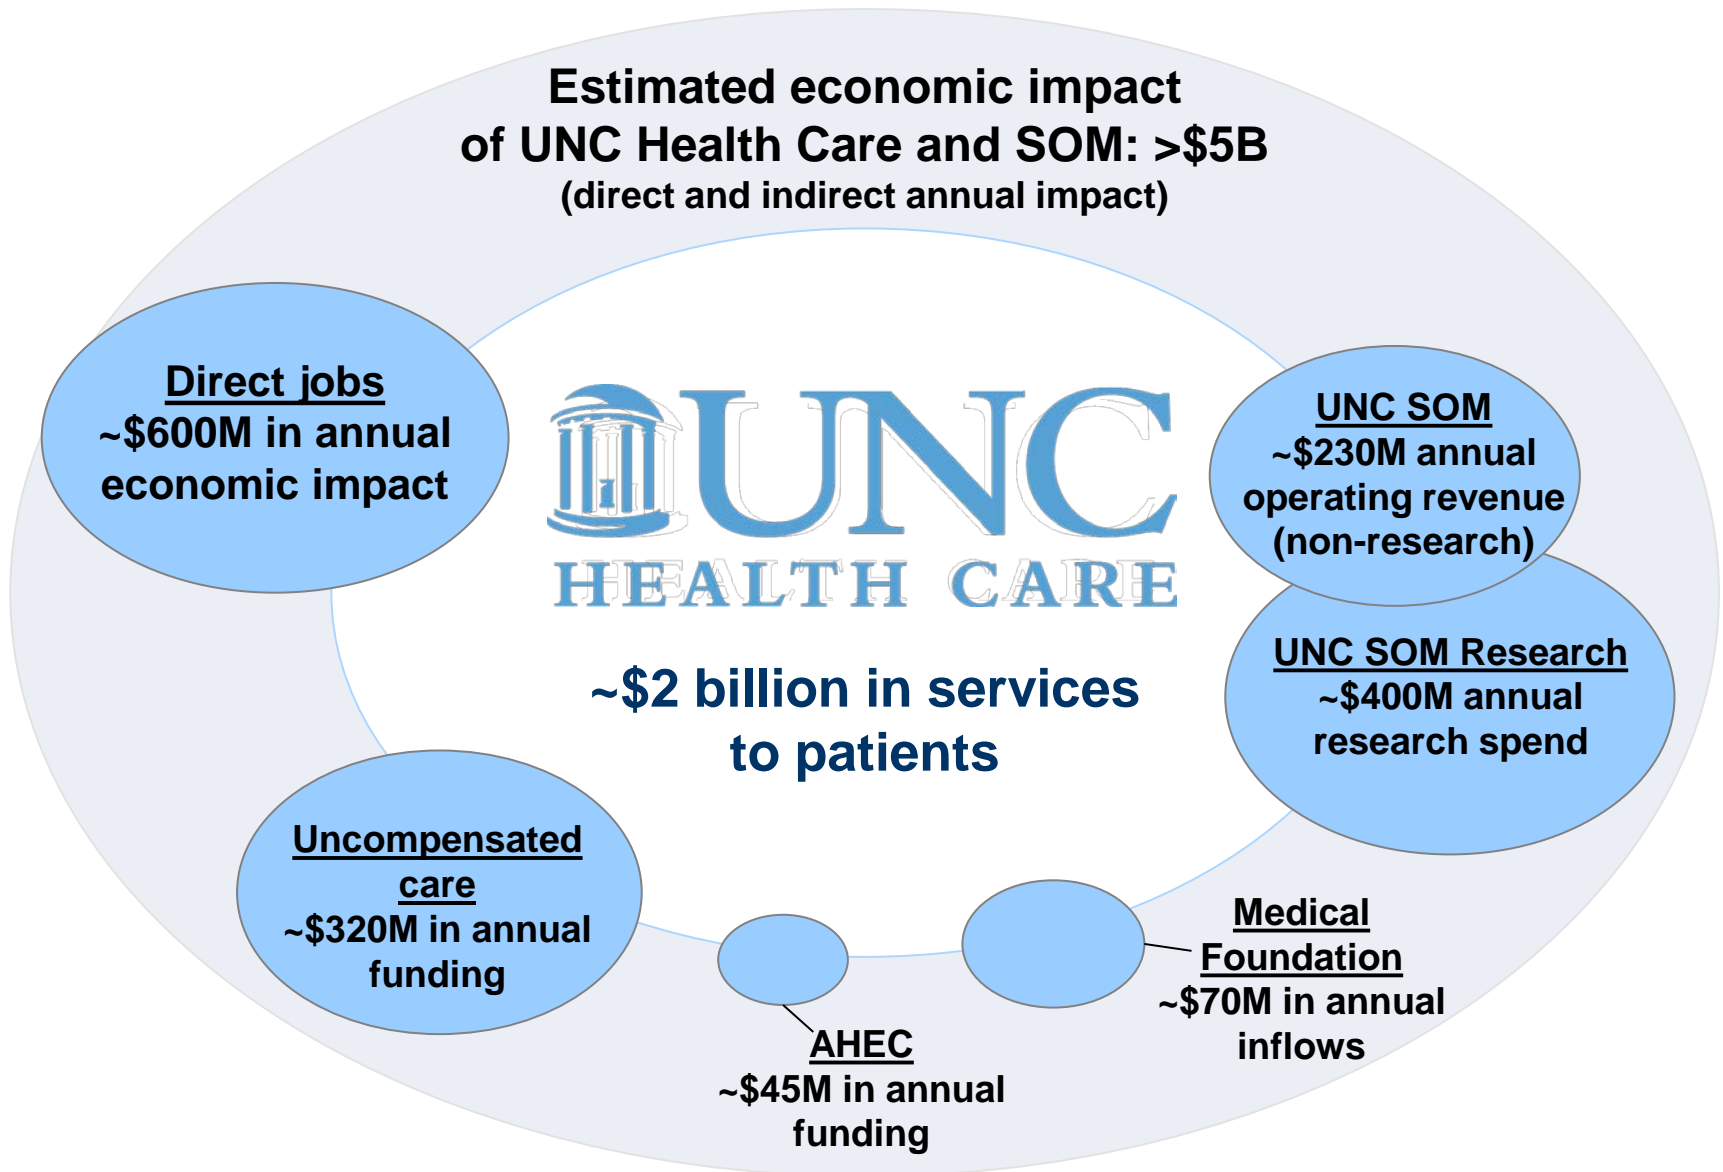 Estimated economic impact
of UNC Health Care and SOM: >$5B
(direct and indirect annual impact)
Direct jobs
~$600M in annual
economic impact
UNC
HEALTH CARE
~$2 billion in services
to patients
UNC SOM
~$230M annual
operating revenue
(non-research)
UNC SOM Research
~$400M annual
research spend
Uncompensated
care
~$320M in annual
funding
AHEC
~$45M in annual
funding
Medical
Foundation
~$70M in annual
inflows